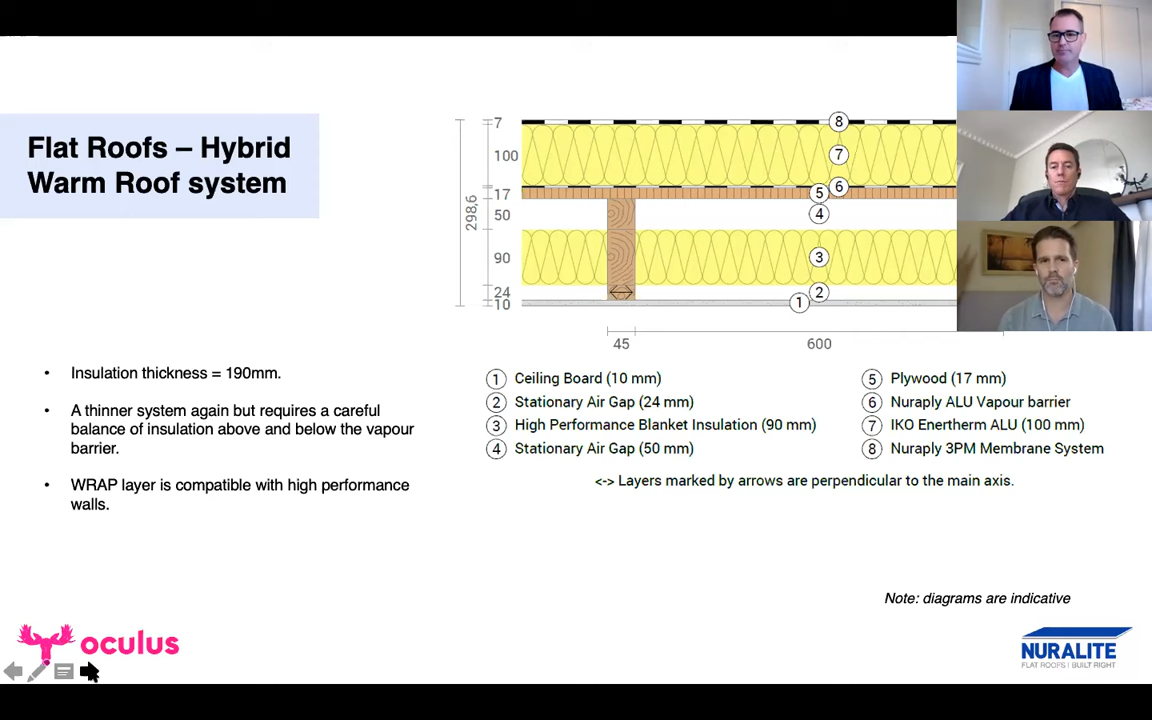 Flat Roofs – Hybrid
Warm Roof system
7
100
17
50
90
24
10
298,6
8
7
6
5
4
3
2
1
45
600
• Insulation thickness = 190mm.
• A thinner system again but requires a careful
balance of insulation above and below the vapour
barrier.
• WRAP layer is compatible with high performance
walls.
1 Ceiling Board (10 mm)
2 Stationary Air Gap (24 mm)
3 High Performance Blanket Insulation (90 mm)
4 Stationary Air Gap (50 mm)
5 Plywood (17 mm)
6 Nuraply ALU Vapour barrier
7 IKO Enertherm ALU (100 mm)
8 Nuraply 3PM Membrane System
<-> Layers marked by arrows are perpendicular to the main axis.
Note: diagrams are indicative
oculus
NURALITE
FLAT ROOFS | BUILT RIGHT